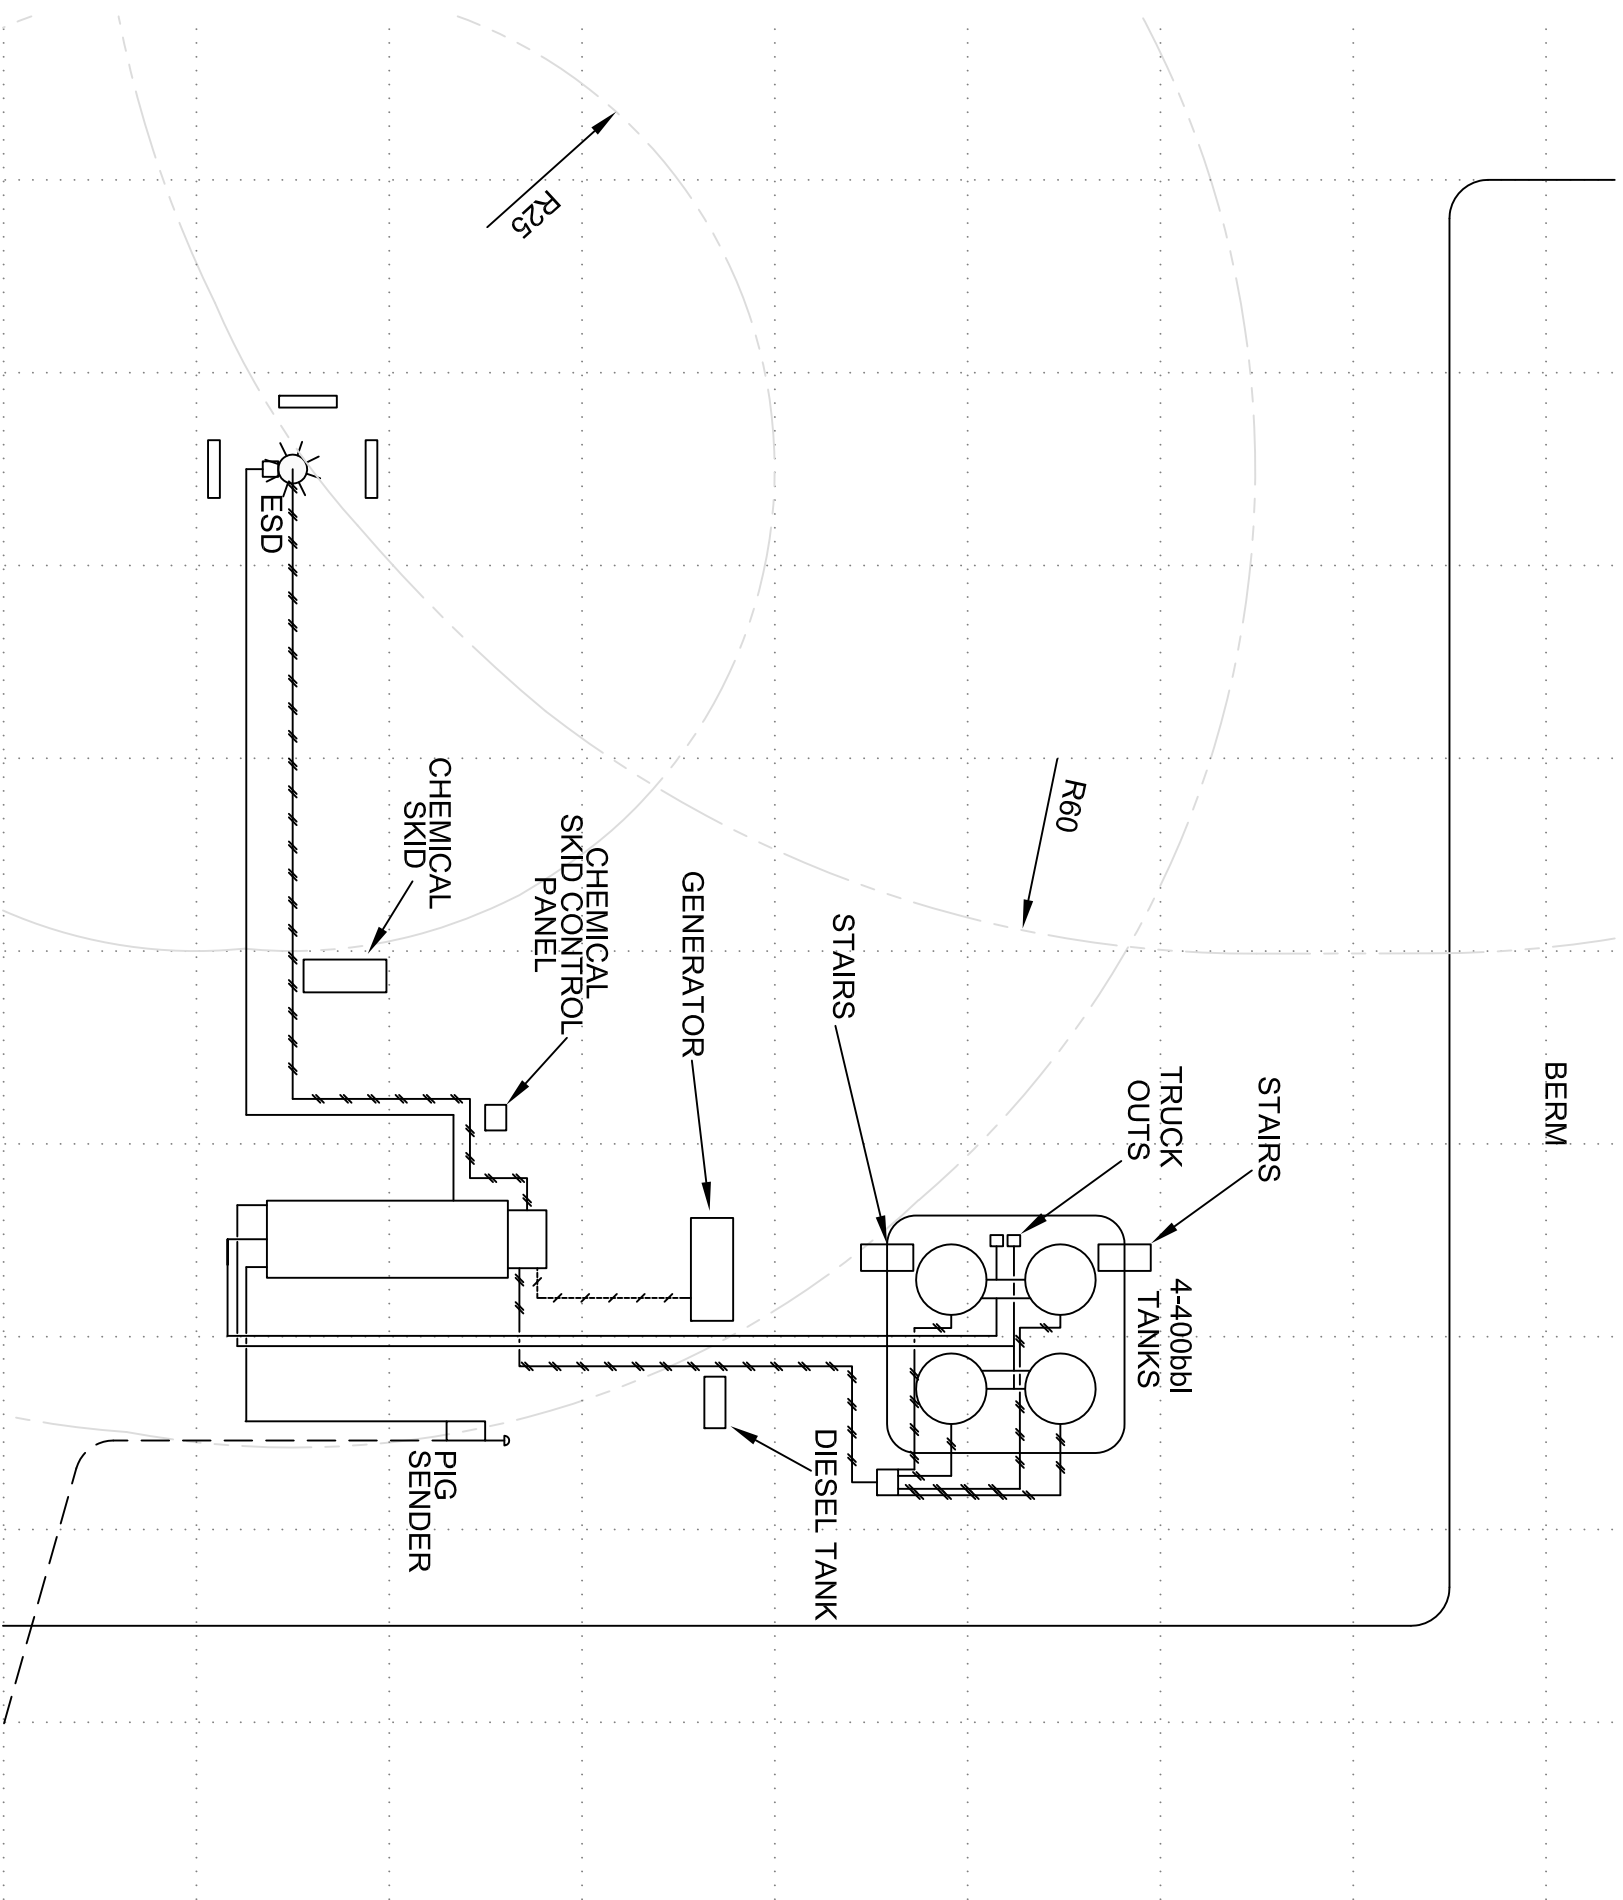 R25
R60
BERM
STAIRS
TRUCK
OUTS
4-400bbl
TANKS
STAIRS
GENERATOR
DIESEL TANK
CHEMICAL
SKID CONTROL
PANEL
CHEMICAL
SKID
PIG
SENDER
ESD